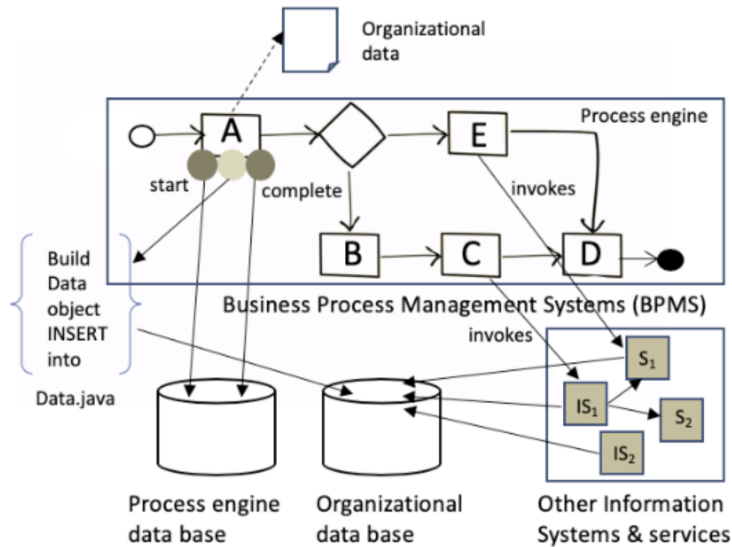 Organizational
data
Process engine
A
E
start
complete
invokes
B
C
D
Build
Data
object
INSERT
into
Data.java
Business Process Management Systems (BPMS)
invokes
S1
IS1
S2
IS2
Process engine
data base
Organizational
data base
Other Information
Systems & services